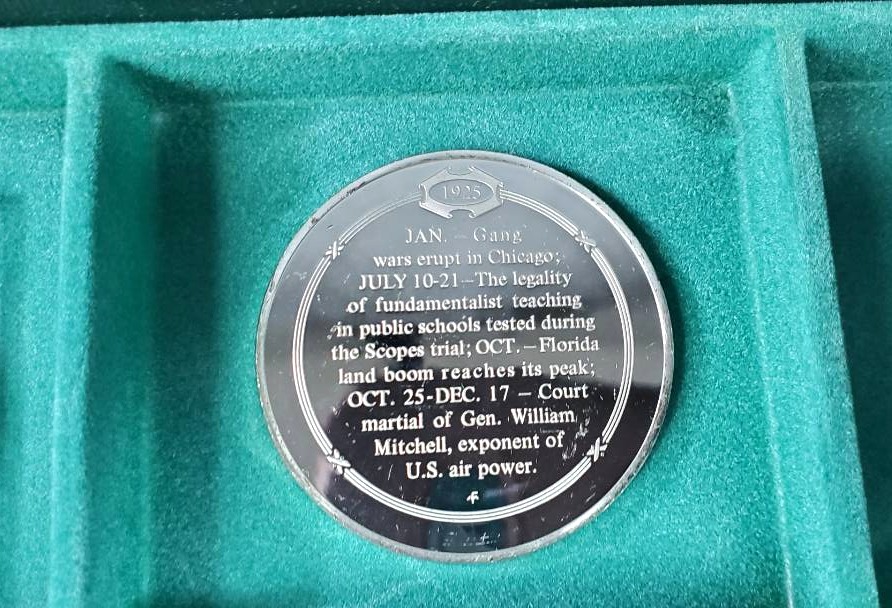 1925
JAN. – Gang
wars erupt in Chicago;
JULY 10-21–The legality
of fundamentalist teaching
in public schools tested during
the Scopes trial; OCT. – Florida
land boom reaches its peak;
OCT. 25-DEC. 17 – Court
martial of Gen. William
Mitchell, exponent of
U.S. air power.